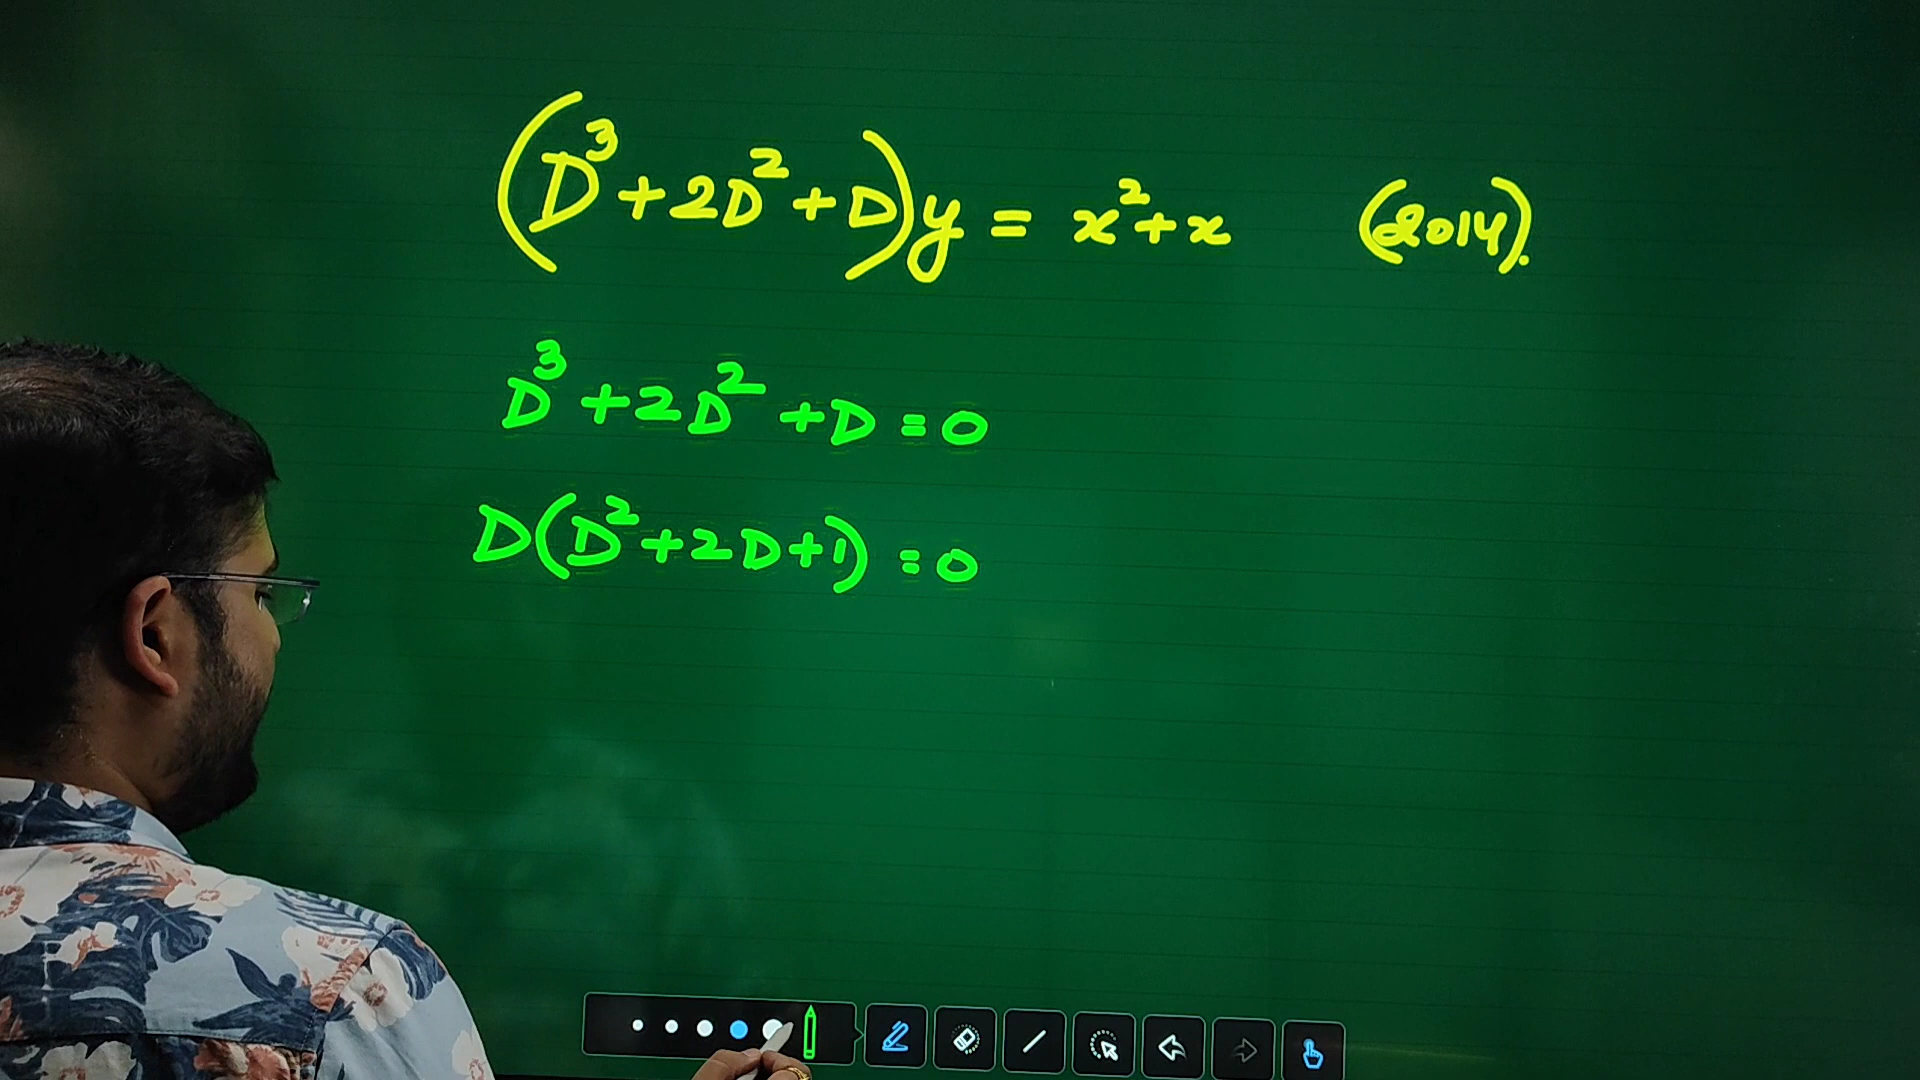 (D³+2D²+D)y = x²+x (2014).
D³+2D²+D=0
D(D²+2D+1)=0